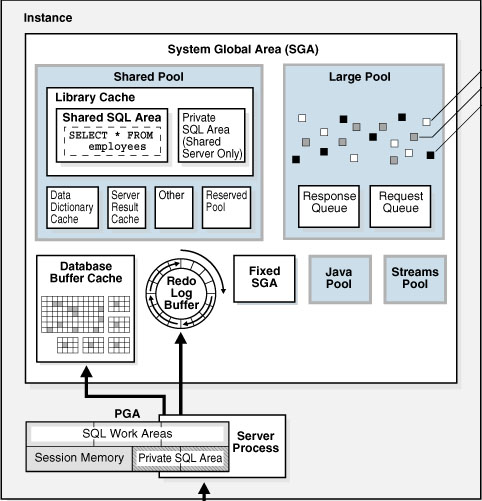 Instance
System Global Area (SGA)
Shared Pool
Library Cache
Shared SQL Area
SELECT * FROM
employees
Private
SQL Area
(Shared
Server Only)
Data
Dictionary
Cache
Server
Result
Cache
Other
Reserved
Pool
Large Pool
Response
Queue
Request
Queue
Database
Buffer Cache
Redo
Log
Buffer
Fixed
SGA
Java
Pool
Streams
Pool
PGA
SQL Work Areas
Session Memory
Private SQL Area
Server
Process